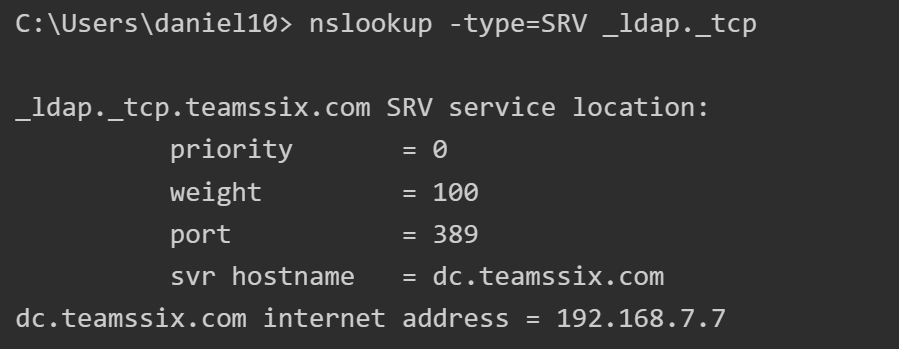 C:\Users\daniel10> nslookup -type=SRV _ldap._tcp
_ldap._tcp.teamssix.com SRV service location:
priority = 0
weight = 100
port = 389
svr hostname = dc.teamssix.com
dc.teamssix.com internet address = 192.168.7.7